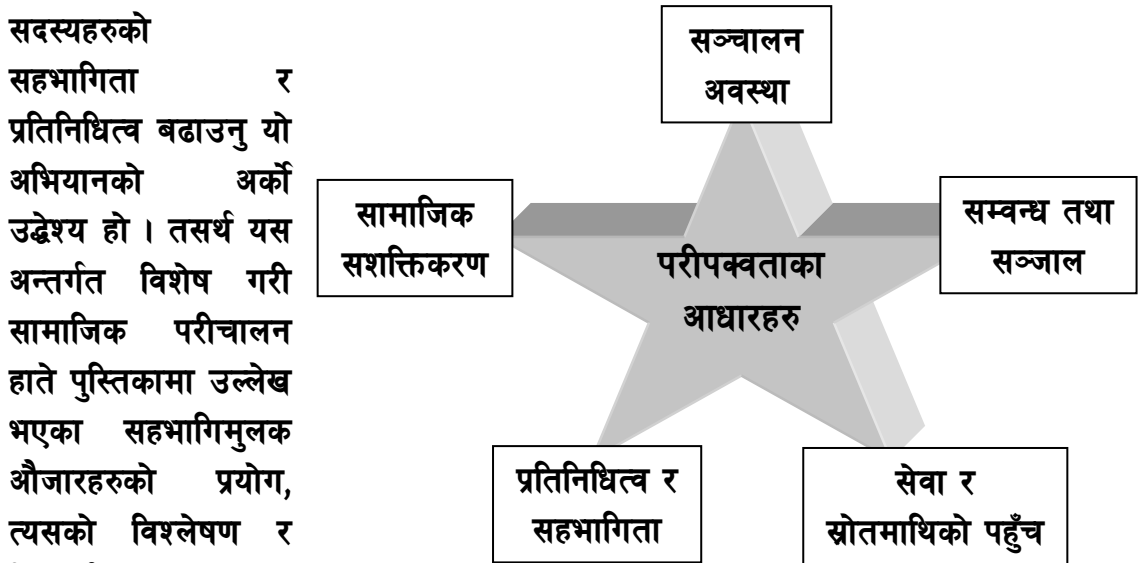 सदस्यहरुको
सहभागिता र
प्रतिनिधित्व बढाउनु यो
अभियानको अर्को
उद्धेश्य हो । तसर्थ यस
अन्तर्गत विशेष गरी
सामाजिक परीचालन
हाते पुस्तिकामा उल्लेख
भएका सहभागिमुलक
औजारहरुको प्रयोग,
त्यसको विश्लेषण र
सञ्चालन
अवस्था
सामाजिक
सशक्तिकरण
सम्वन्ध तथा
सञ्जाल
परीपक्वताका
आधारहरु
प्रतिनिधित्व र
सहभागिता
सेवा र
स्रोतमाथिको पहुँच